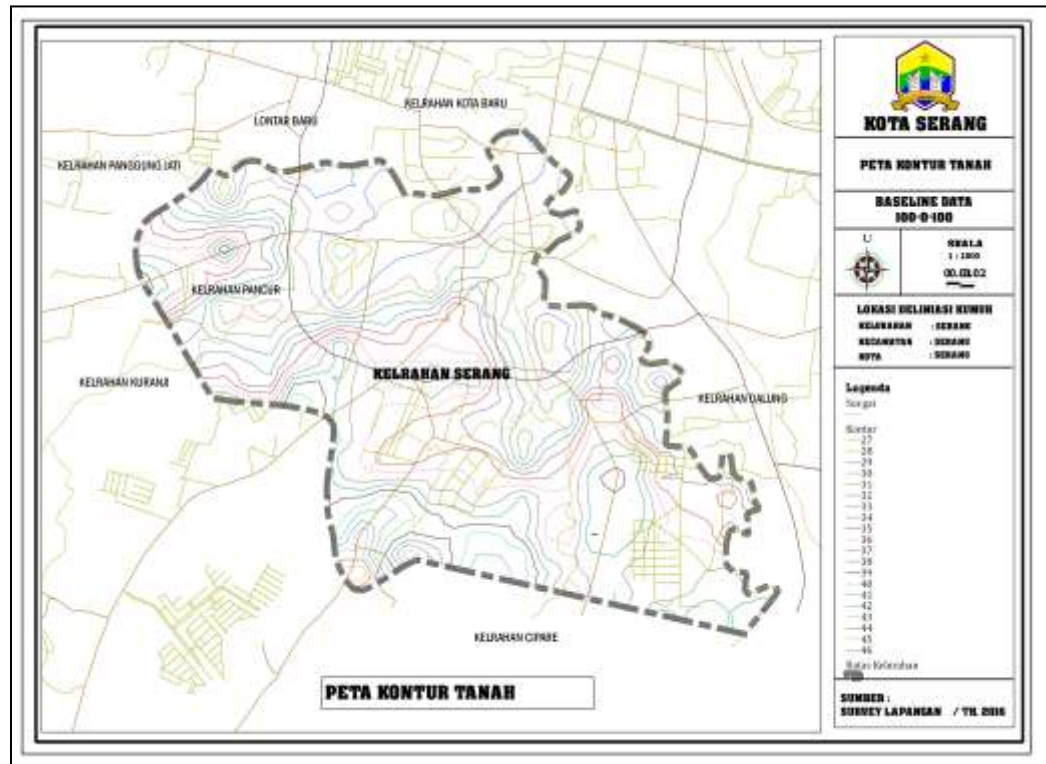 KELRAHAN KOTA BARU
LONTAR BARU
KELRAHAN PANGGUNG JATI
KELRAHAN PANCUR
KELRAHAN SERANG
KELRAHAN KURANJI
KELRAHAN DALUNG
KELRAHAN CIPARE
PETA KONTUR TANAH
KOTA SERANG
PETA KONTUR TANAH
BASELINE DATA
100-0-100
U
SKALA
1 : 1500
LOKASI DELINIASI KUMUH
KELURAHAN : SERANG
KECAMATAN : SERANG
KOTA : SERANG
Legenda
Sungai
Kontur
27
28
29
30
31
32
33
34
35
36
37
38
39
40
41
42
43
44
45
46
Batas Kelurahan
SUMBER :
SURVEY LAPANGAN / TH. 2016